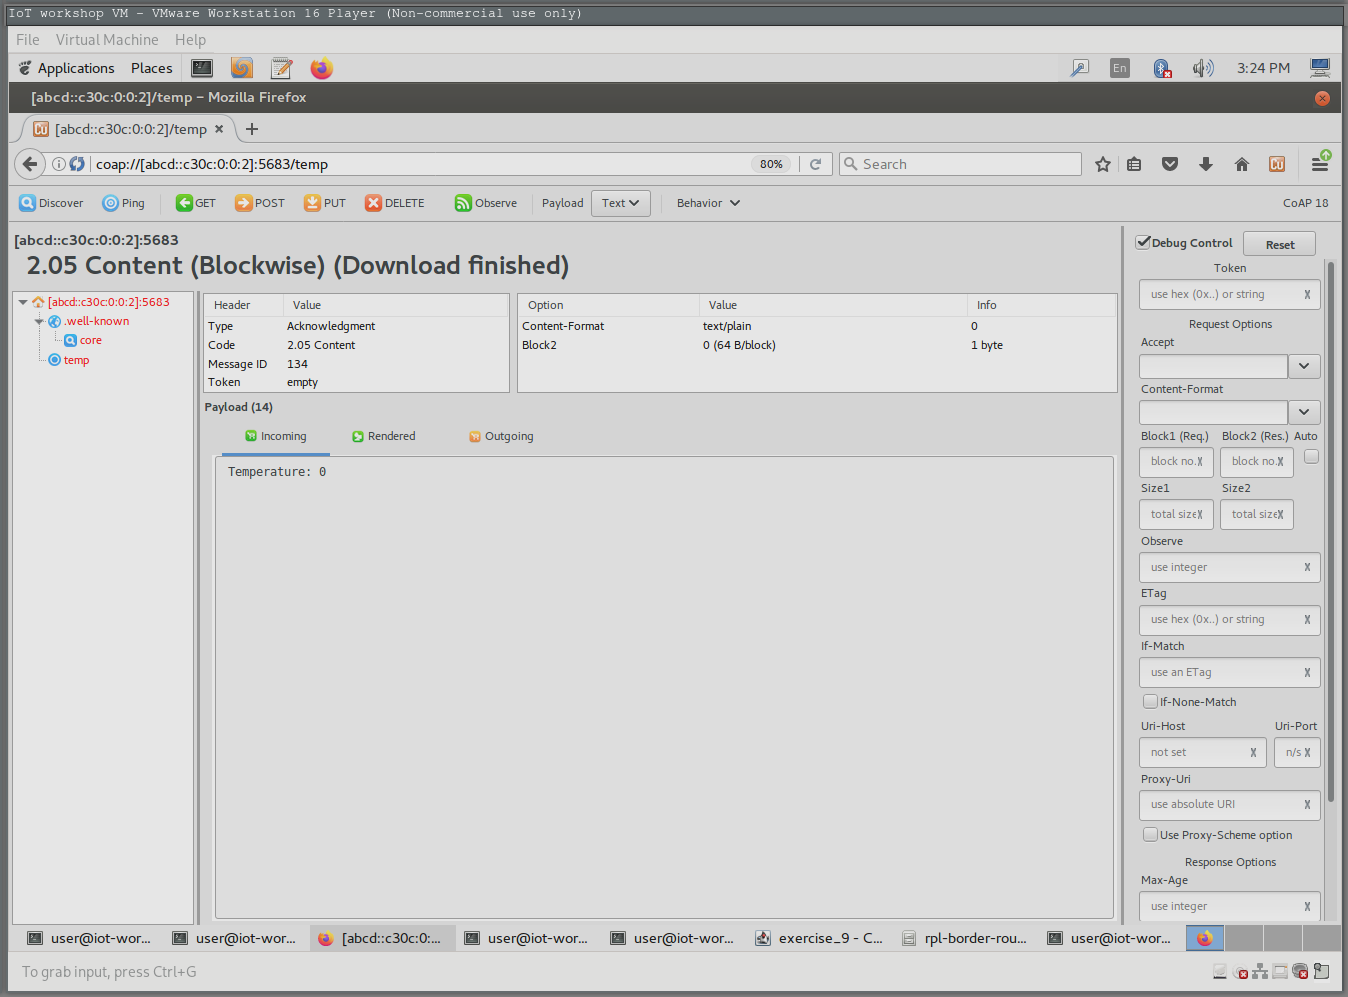 IoT workshop VM - VMware Workstation 16 Player (Non-commercial use only)
File Virtual Machine Help
Applications Places En 3:24 PM
[abcd::c30c:0:0:2]/temp - Mozilla Firefox
[abcd::c30c:0:0:2]/temp
coap://[abcd::c30c:0:0:2]:5683/temp 80% Search
Discover Ping GET POST PUT DELETE Observe Payload Text Behavior CoAP 18
[abcd::c30c:0:0:2]:5683
2.05 Content (Blockwise) (Download finished)
[abcd::c30c:0:0:2]:5683
.well-known
core
temp
Header Value
Type Acknowledgment
Code 2.05 Content
Message ID 134
Token empty
Option Value Info
Content-Format text/plain 0
Block2 0 (64 B/block) 1 byte
Payload (14)
Incoming Rendered Outgoing
Temperature: 0
Debug Control Reset
Token
use hex (0x..) or string X
Request Options
Accept
Content-Format
Block1 (Req.) Block2 (Res.) Auto
block no. X block no. X
Size1 Size2
total size X total size X
Observe
use integer X
ETag
use hex (0x..) or string X
If-Match
use an ETag X
If-None-Match
Uri-Host Uri-Port
not set X n/s X
Proxy-Uri
use absolute URI X
Use Proxy-Scheme option
Response Options
Max-Age
use integer X
user@iot-wor... user@iot-wor... [abcd::c30c:0:... user@iot-wor... user@iot-wor... exercise_9 - C... rpl-border-rou... user@iot-wor...
To grab input, press Ctrl+G